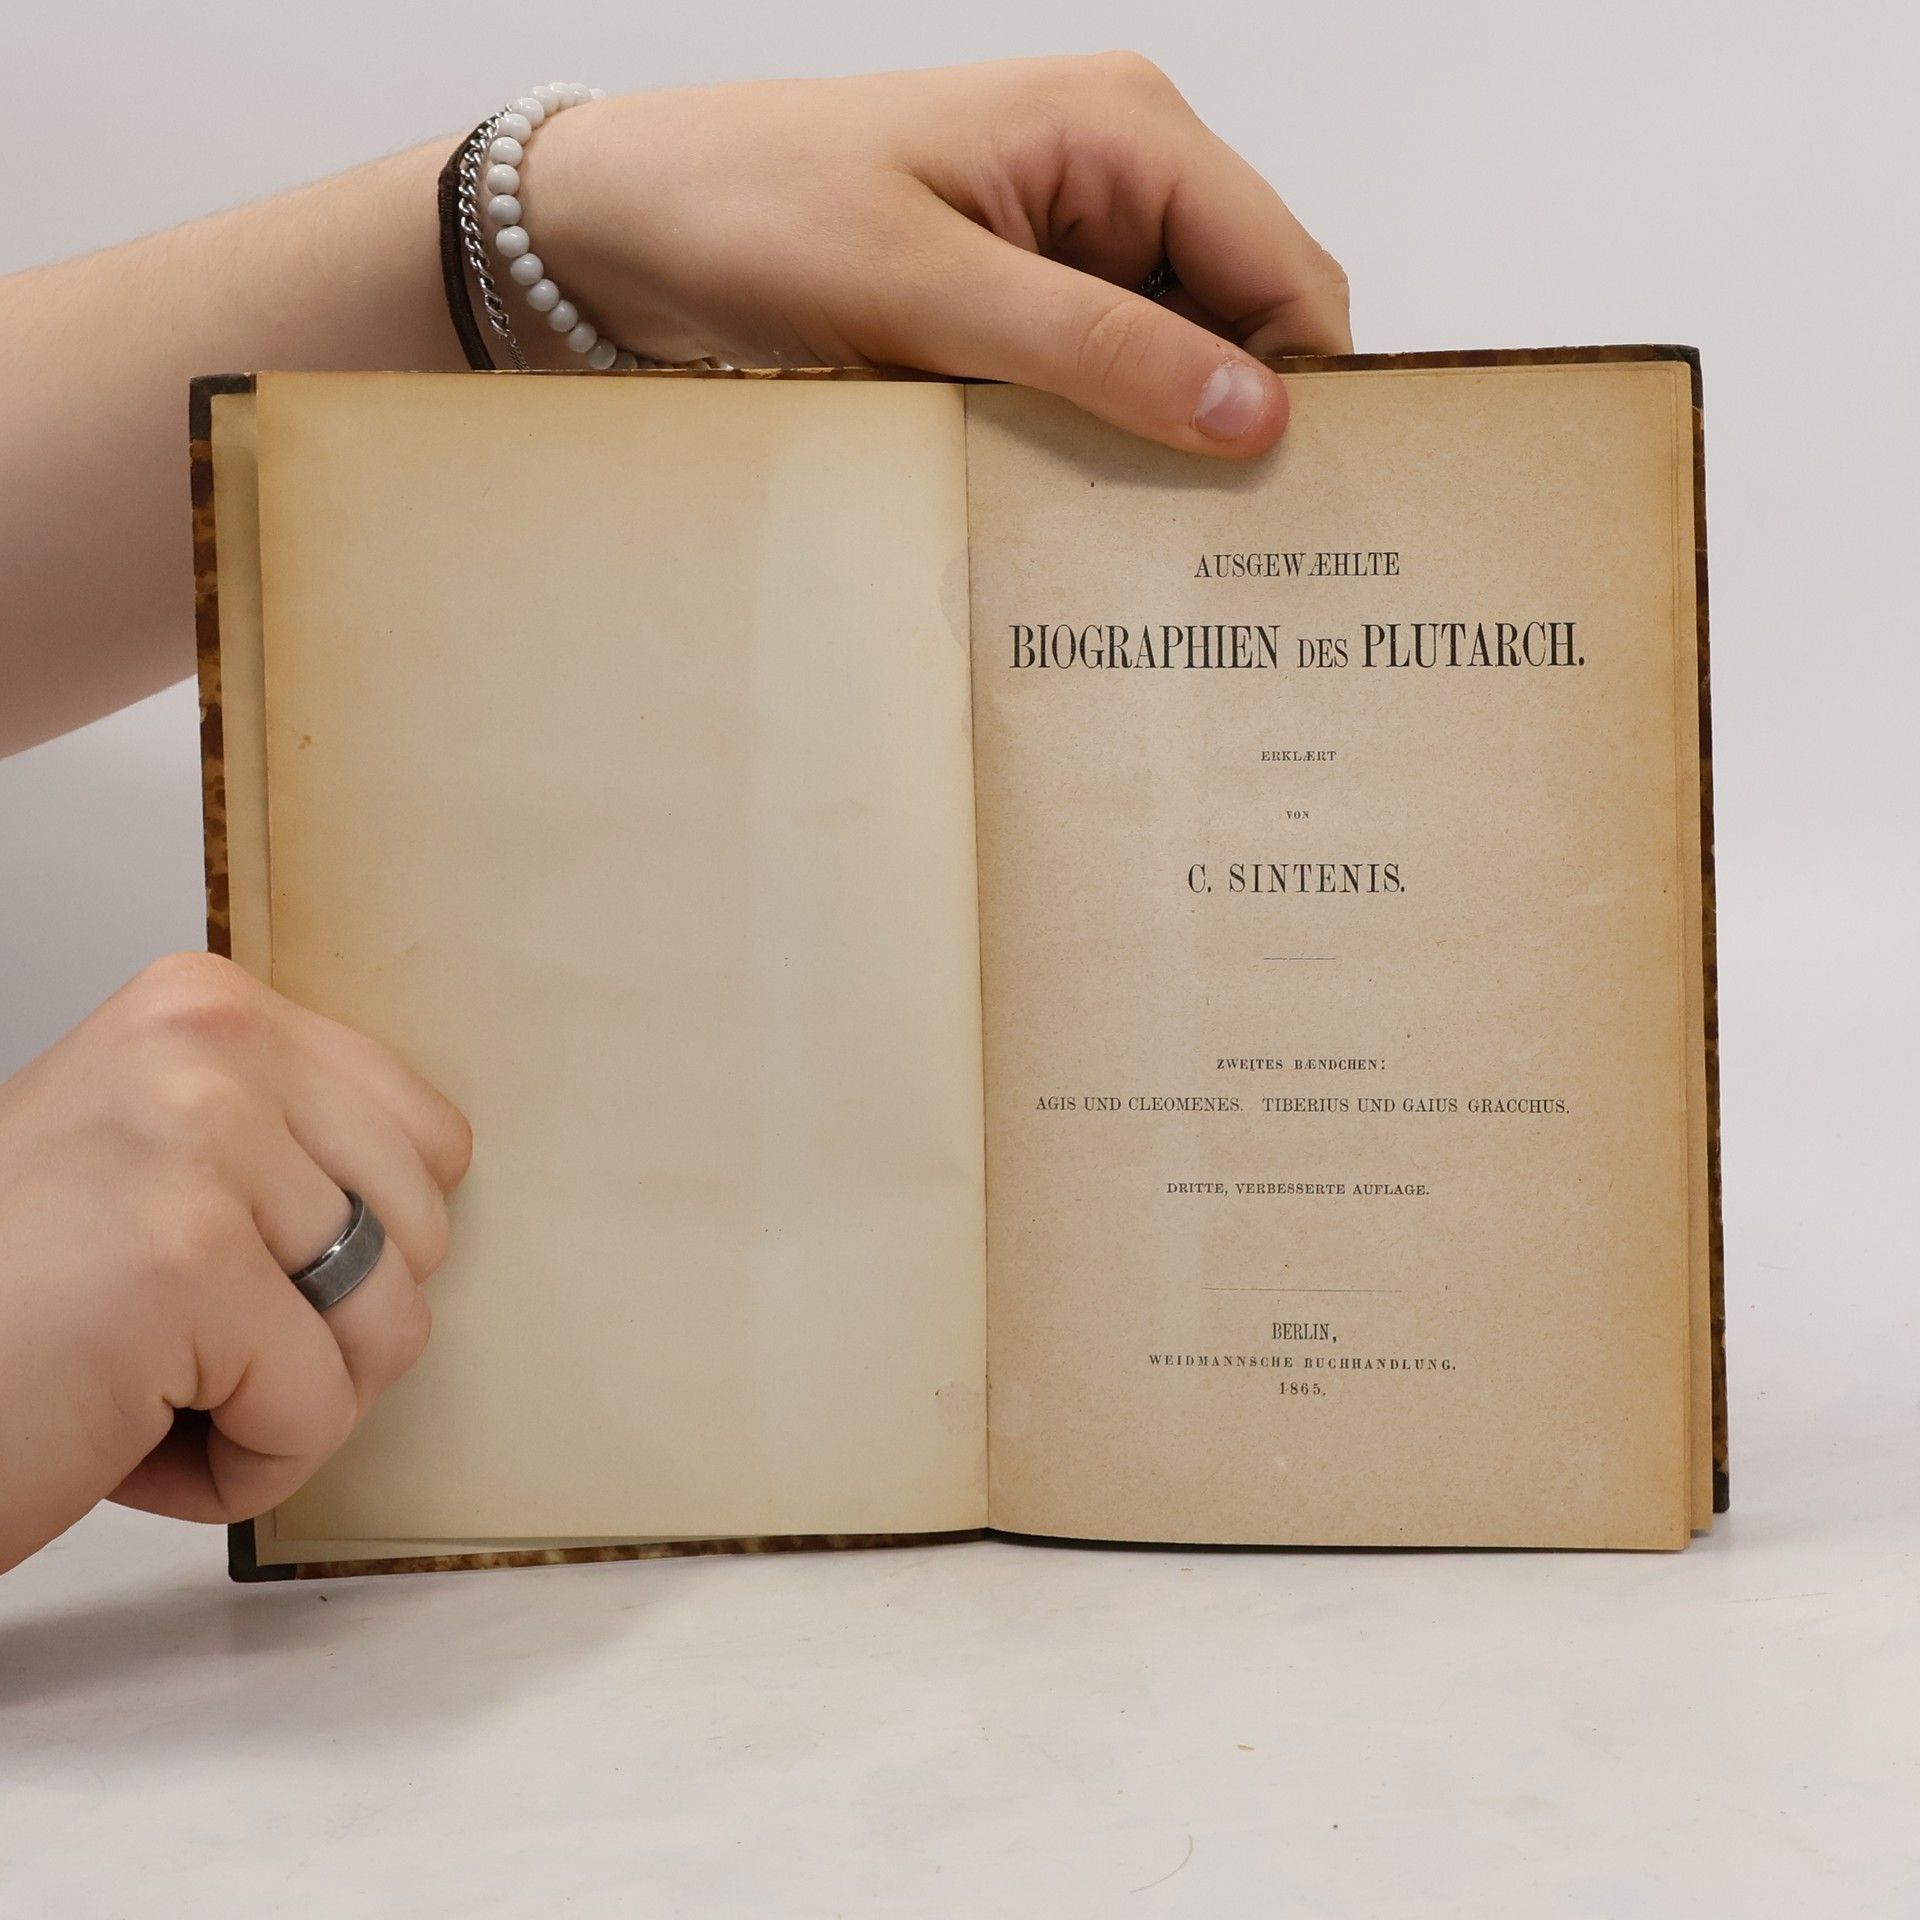 AUSGEWÆHLTE
BIOGRAPHIEN DES PLUTARCH.
ERKLÆRT
VON
C. SINTENIS.
ZWEITES BÆNDCHEN:
AGIS UND CLEOMENES. TIBERIUS UND GAIUS GRACCHUS.
DRITTE, VERBESSERTE AUFLAGE.
BERLIN,
WEIDMANNSCHE BUCHHANDLUNG.
1865.